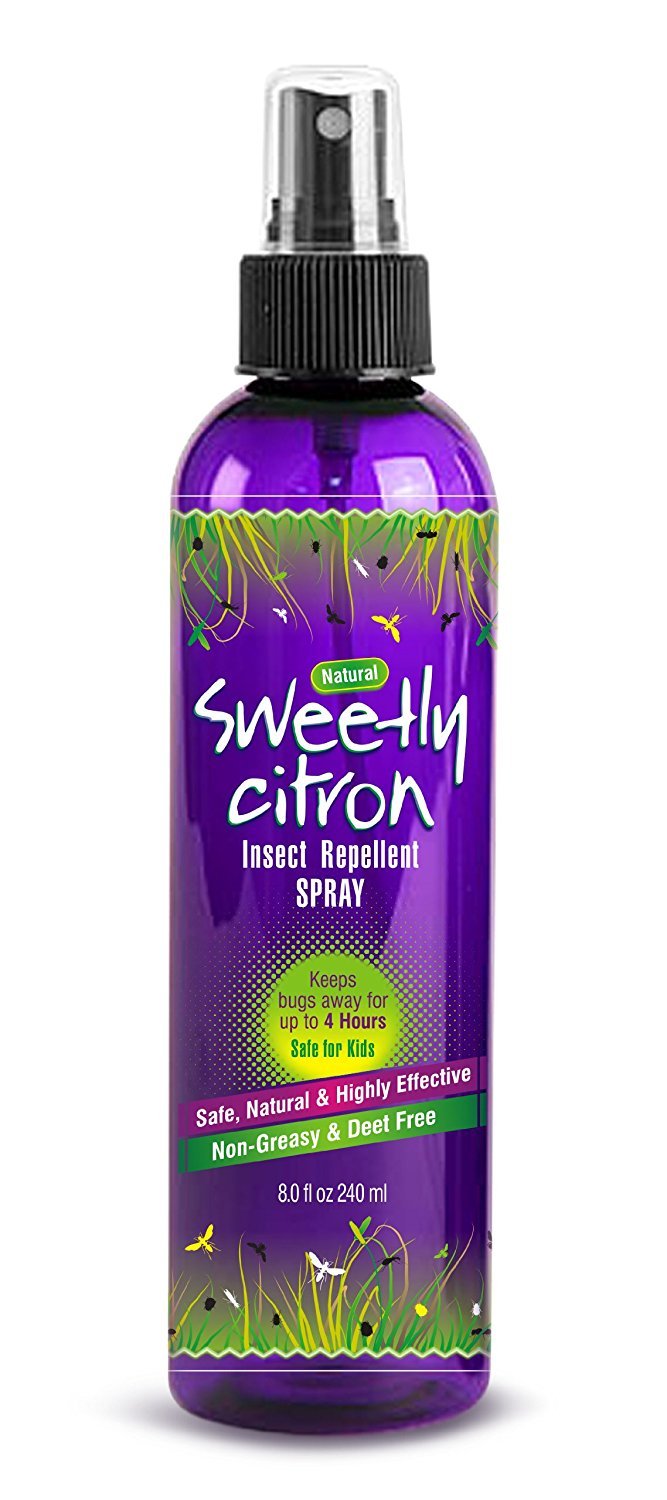 Natural
Sweetly
citron
Insect Repellent
SPRAY
Keeps
bugs away for
up to 4 Hours
Safe for Kids
Safe, Natural & Highly Effective
Non-Greasy & Deet Free
8.0 fl oz 240 ml